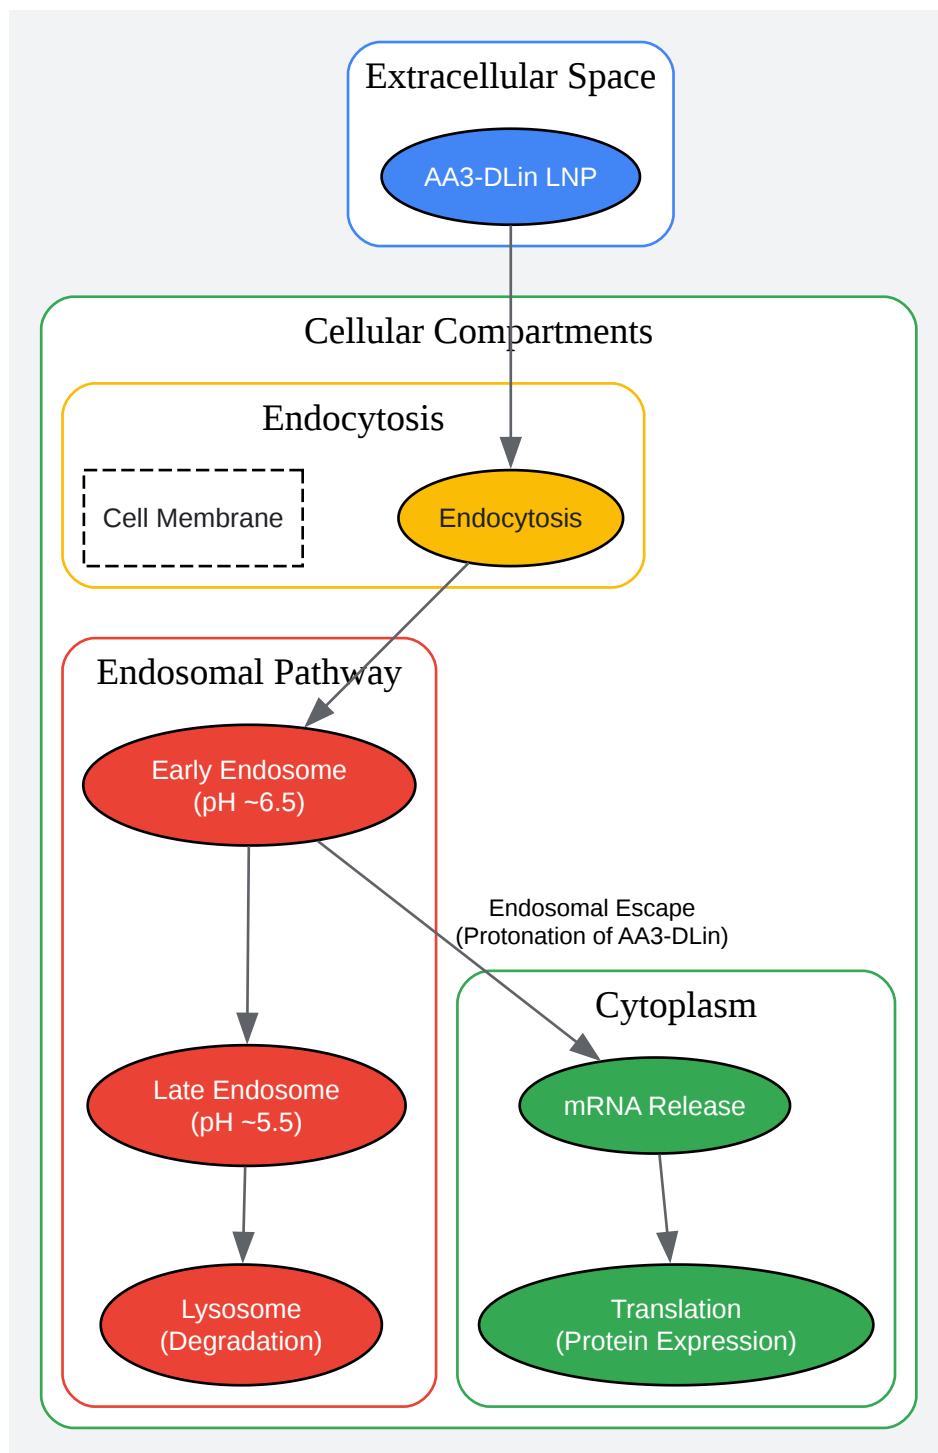 Extracellular Space
AA3-DLin LNP
Cellular Compartments
Endocytosis
Cell Membrane
Endocytosis
Endosomal Pathway
Early Endosome
(pH ~6.5)
Endosomal Escape
(Protonation of AA3-DLin)
Cytoplasm
Late Endosome
(pH ~5.5)
mRNA Release
Lysosome
(Degradation)
Translation
(Protein Expression)